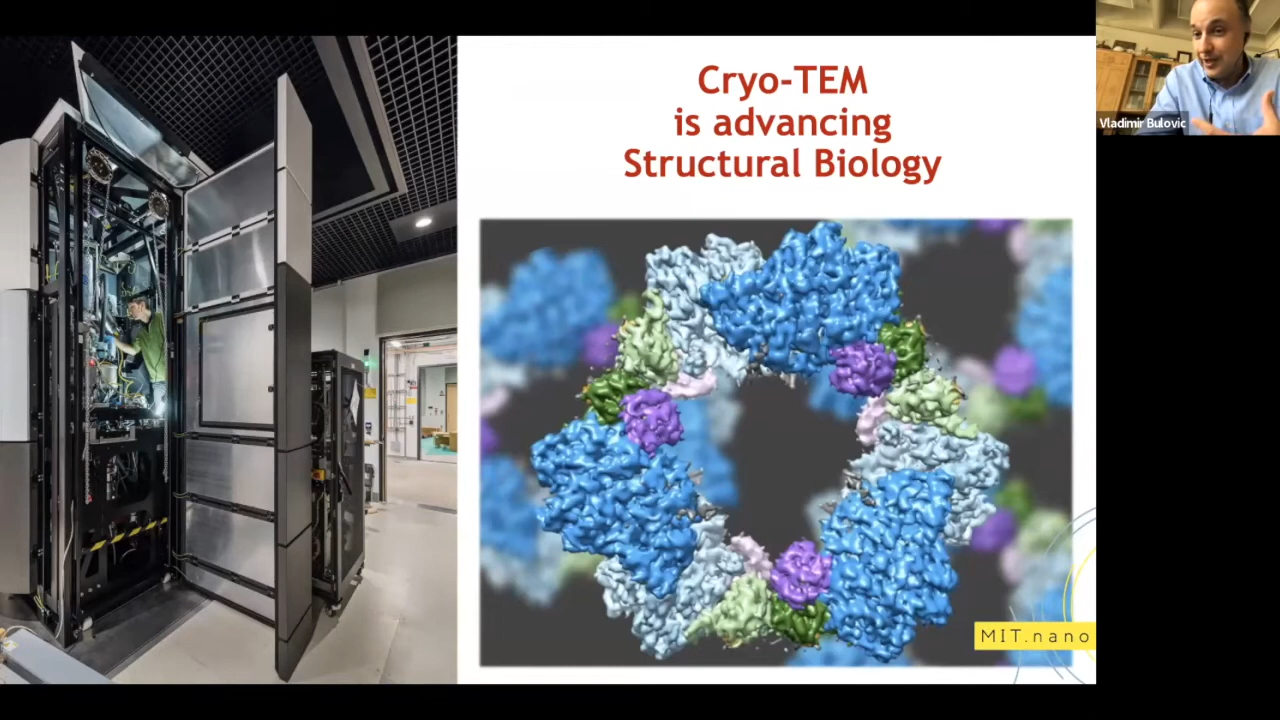 Cryo-TEM
is advancing
Structural Biology
Vladimir Bulovic
MIT.nano